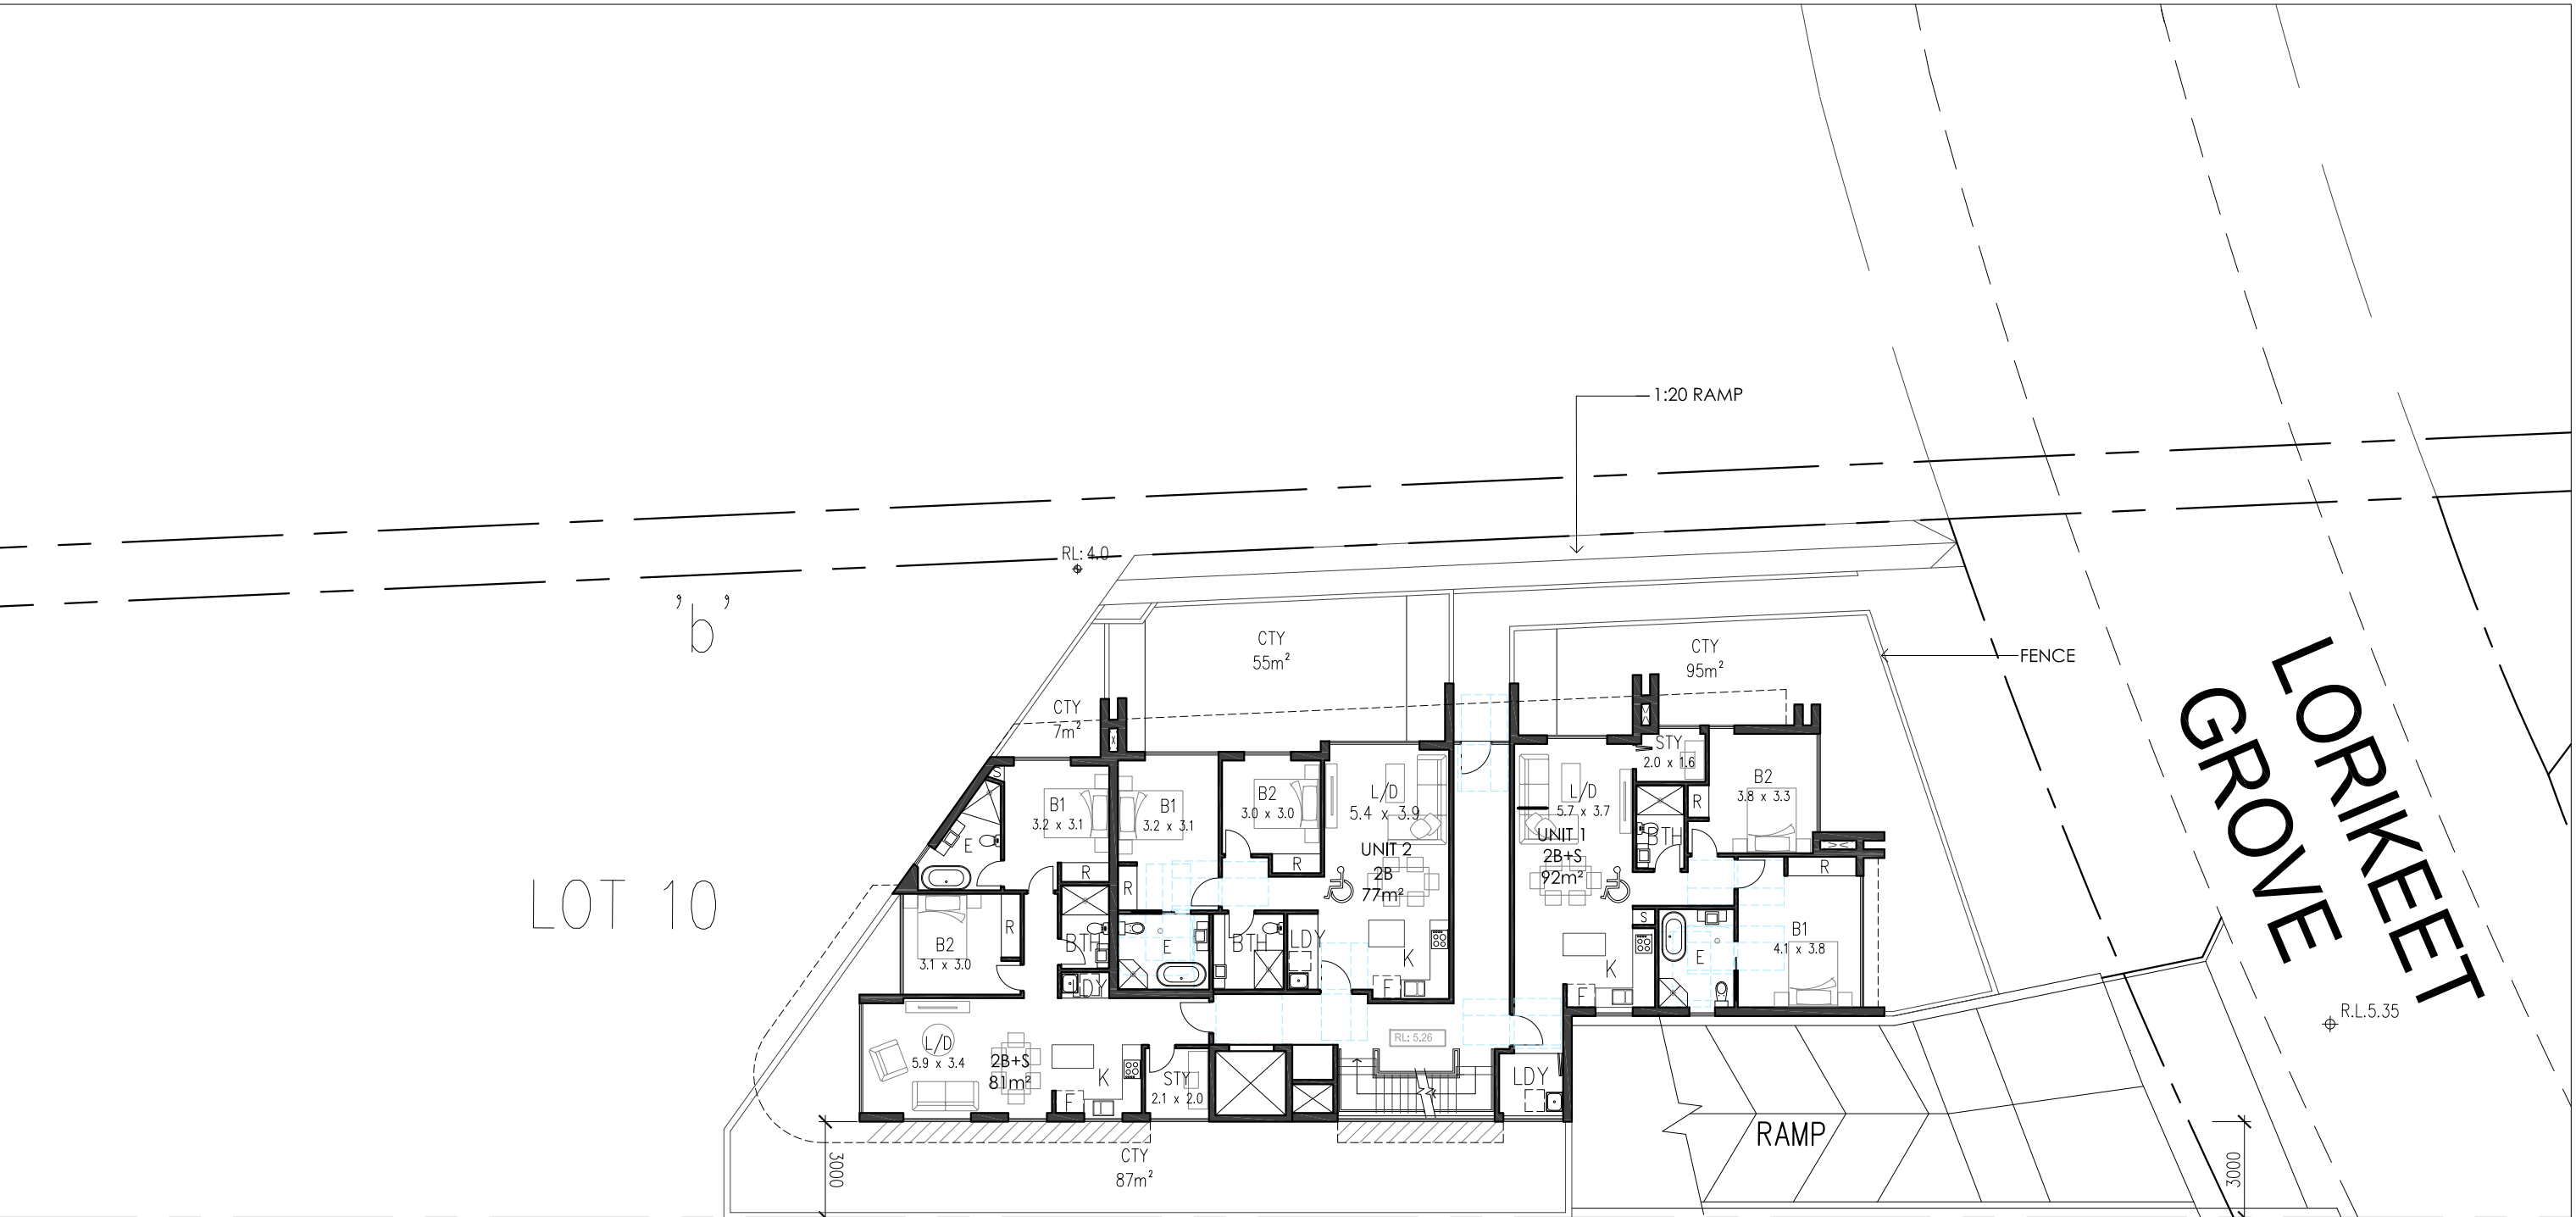 1:20 RAMP
RL: 4.0
'b'
CTY
55m²
CTY
95m²
FENCE
CTY
7m²
LORIKEET
GROVE
STY
2.0 x 1.6
S
B1
3.2 x 3.1
B1
3.2 x 3.1
B2
3.0 x 3.0
L/D
5.4 x 3.9
L/D
5.7 x 3.7
B2
3.8 x 3.3
R
E
UNIT 2
2B
77m²
UNIT 1
2B+S
92m²
BTH
R
R
R
R
LOT 10
B2
3.1 x 3.0
R
BTH
E
BTH
LDY
K
F
S
K
F
E
B1
4.1 x 3.8
LDY
R.L.5.35
RL: 5.26
L/D
5.9 x 3.4
2B+S
81m²
K
F
STY
2.1 x 2.0
LDY
RAMP
CTY
87m²
3000
3000